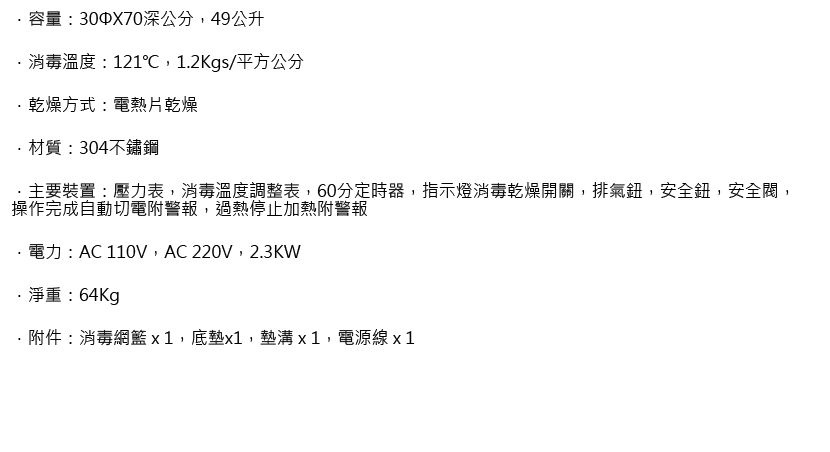 ．容量：30ΦX70深公分，49公升
．消毒溫度：121℃，1.2Kgs/平方公分
．乾燥方式：電熱片乾燥
．材質：304不鏽鋼
．主要裝置：壓力表，消毒溫度調整表，60分定時器，指示燈消毒乾燥開關，排氣鈕，安全鈕，安全閥，
操作完成自動切電附警報，過熱停止加熱附警報
．電力：AC 110V，AC 220V，2.3KW
．淨重：64Kg
．附件：消毒網籃 x 1，底墊x1，墊溝 x 1，電源線 x 1